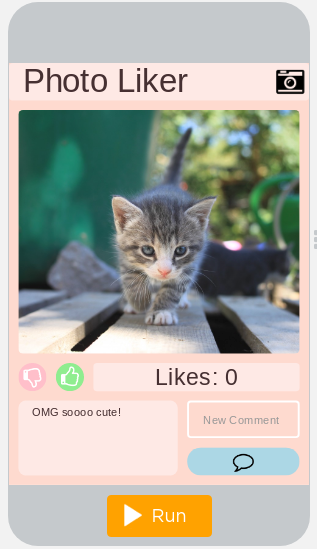 Photo Liker
Likes: 0
OMG soooo cute!
New Comment
Run